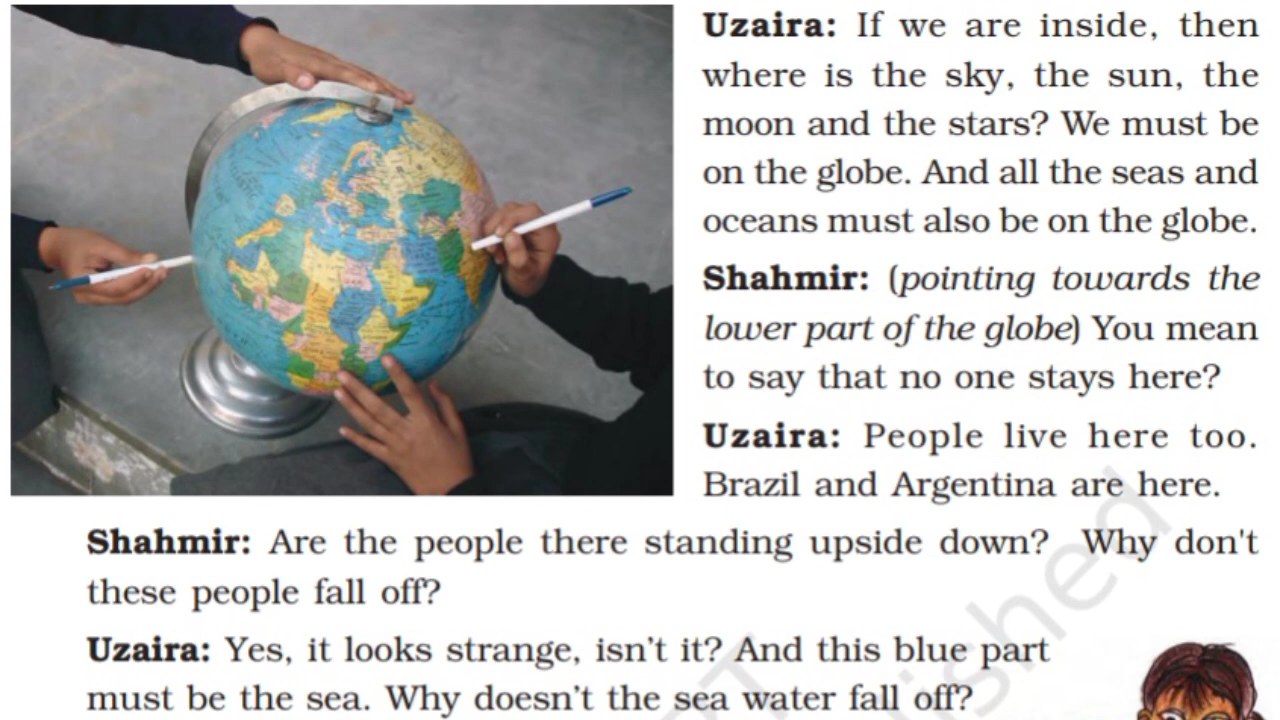 Uzaira: If we are inside, then
where is the sky, the sun, the
moon and the stars? We must be
on the globe. And all the seas and
oceans must also be on the globe.
Shahmir: (pointing towards the
lower part of the globe) You mean
to say that no one stays here?
Uzaira: People live here too.
Brazil and Argentina are here.
Shahmir: Are the people there standing upside down? Why don't
these people fall off?
Uzaira: Yes, it looks strange, isn't it? And this blue part
must be the sea. Why doesn't the sea water fall off?